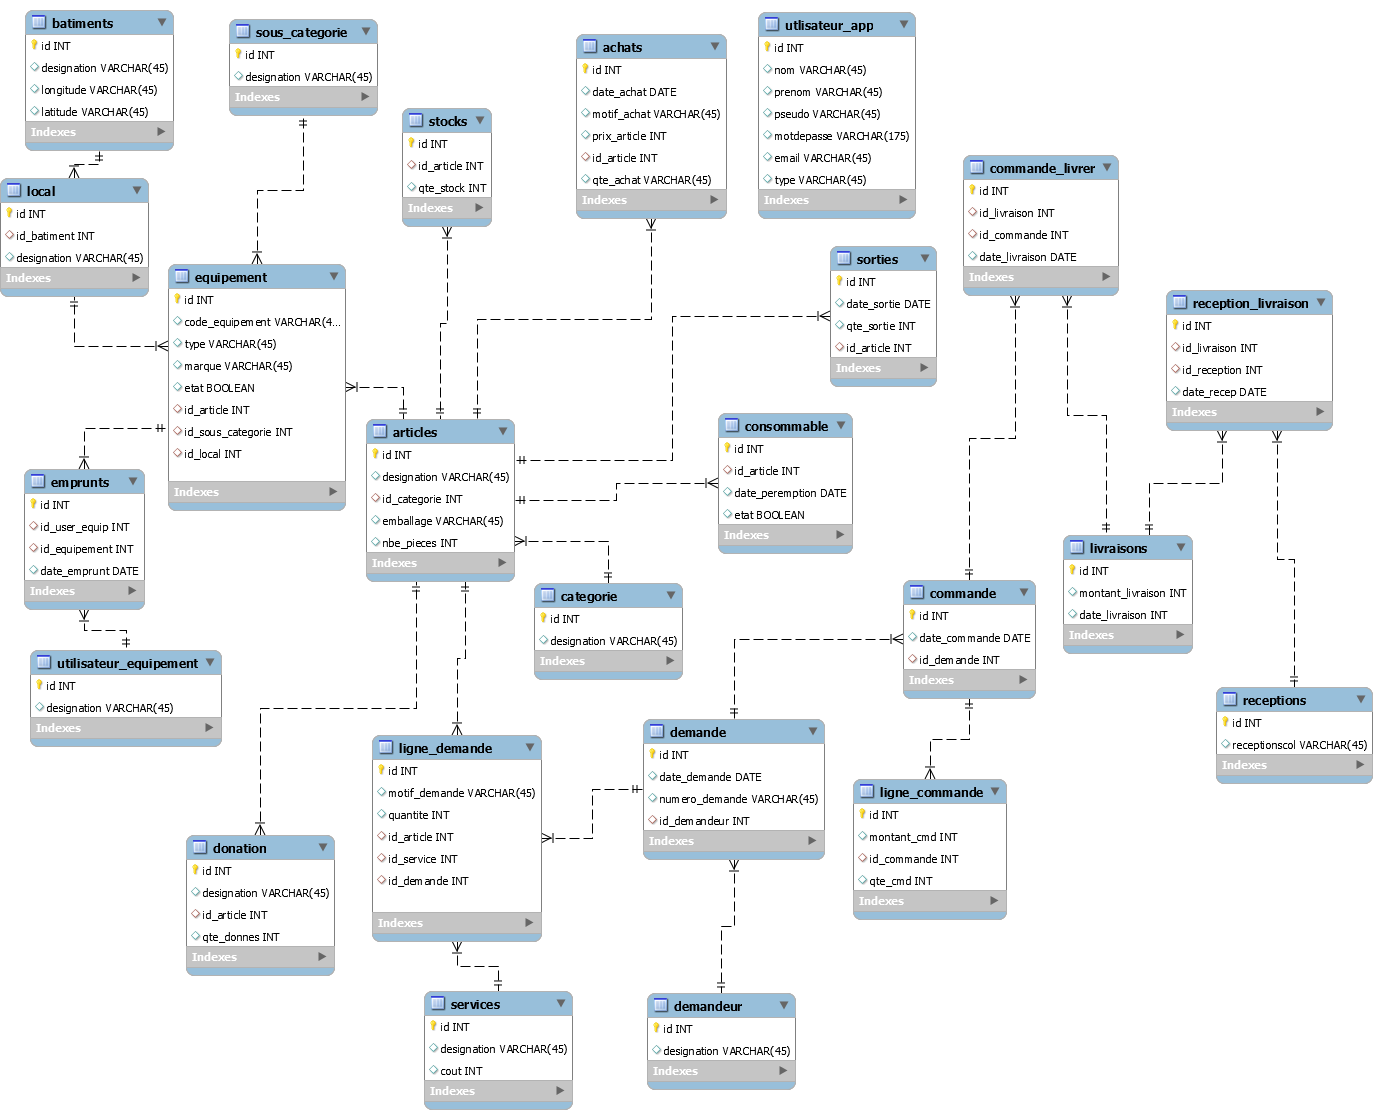 batiments
id INT
designation VARCHAR(45)
longitude VARCHAR(45)
latitude VARCHAR(45)
Indexes
sous_categorie
id INT
designation VARCHAR(45)
Indexes
stocks
id INT
id_article INT
qte_stock INT
Indexes
achats
id INT
date_achat DATE
motif_achat VARCHAR(45)
prix_article INT
id_article INT
qte_achat VARCHAR(45)
Indexes
utlisateur_app
id INT
nom VARCHAR(45)
prenom VARCHAR(45)
pseudo VARCHAR(45)
motdepasse VARCHAR(175)
email VARCHAR(45)
type VARCHAR(45)
Indexes
commande_livrer
id INT
id_livraison INT
id_commande INT
date_livraison DATE
Indexes
local
id INT
id_batiment INT
designation VARCHAR(45)
Indexes
equipement
id INT
code_equipement VARCHAR(4...
type VARCHAR(45)
marque VARCHAR(45)
etat BOOLEAN
id_article INT
id_sous_categorie INT
id_local INT
Indexes
sorties
id INT
date_sortie DATE
qte_sortie INT
id_article INT
Indexes
reception_livraison
id INT
id_livraison INT
id_reception INT
date_recep DATE
Indexes
articles
id INT
designation VARCHAR(45)
id_categorie INT
emballage VARCHAR(45)
nbe_pieces INT
Indexes
consommable
id INT
id_article INT
date_peremption DATE
etat BOOLEAN
Indexes
emprunts
id INT
id_user_equip INT
id_equipement INT
date_emprunt DATE
Indexes
livraisons
id INT
montant_livraison INT
date_livraison INT
Indexes
categorie
id INT
designation VARCHAR(45)
Indexes
commande
id INT
date_commande DATE
id_demande INT
Indexes
utilisateur_equipement
id INT
designation VARCHAR(45)
Indexes
receptions
id INT
receptionscol VARCHAR(45)
Indexes
ligne_demande
id INT
motif_demande VARCHAR(45)
quantite INT
id_article INT
id_service INT
id_demande INT
Indexes
demande
id INT
date_demande DATE
numero_demande VARCHAR(45)
id_demandeur INT
Indexes
ligne_commande
id INT
montant_cmd INT
id_commande INT
qte_cmd INT
Indexes
donation
id INT
designation VARCHAR(45)
id_article INT
qte_donnes INT
Indexes
services
id INT
designation VARCHAR(45)
cout INT
Indexes
demandeur
id INT
designation VARCHAR(45)
Indexes